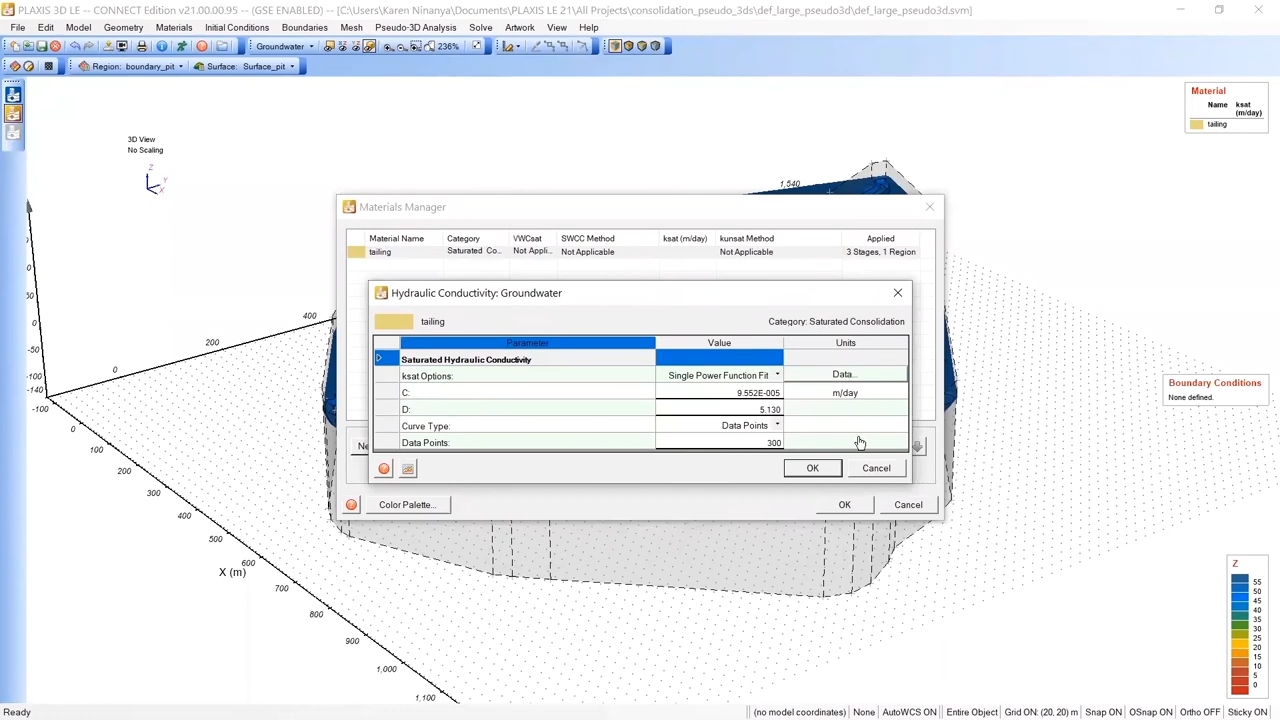 PLAXIS 3D LE -- CONNECT Edition v21.00.00.95 -- (GSE ENABLED) -- [C:\Users\Karen Ninanya\Documents\PLAXIS LE 21\All Projects\consolidation_pseudo_3ds\def_large_pseudo3d\def_large_pseudo3d.svm]
File Edit Model Geometry Materials Initial Conditions Boundaries Mesh Pseudo-3D Analysis Solve Artwork View Help
Groundwater 236%
Region: boundary_pit Surface: Surface_pit
Material
Name ksat (m/day)
tailing
3D View
No Scaling
Z
Y
X
1,540
Materials Manager
Material Name Category VWCsat SWCC Method ksat (m/day) kunsat Method Applied
tailing Saturated Co... Not Appli... Not Applicable Not Applicable 3 Stages, 1 Region
Hydraulic Conductivity: Groundwater
tailing Category: Saturated Consolidation
Parameter Value Units
Saturated Hydraulic Conductivity
ksat Options: Single Power Function Fit Data...
C: 9.552E-005 m/day
D: 5.130
Curve Type: Data Points
Data Points: 300
OK Cancel
Ne
Color Palette... OK Cancel
Boundary Conditions
None defined.
0
50
0
-50
-100
-140
-100
0
100
200
300
400
500
600
700
800
900
1,000
1,100
0
200
400
X (m)
Z
55
50
45
40
35
30
25
20
15
10
5
0
Ready (no model coordinates) None AutoWCS ON Entire Object Grid ON: (20, 20) m Snap ON OSnap ON Ortho OFF Sticky ON